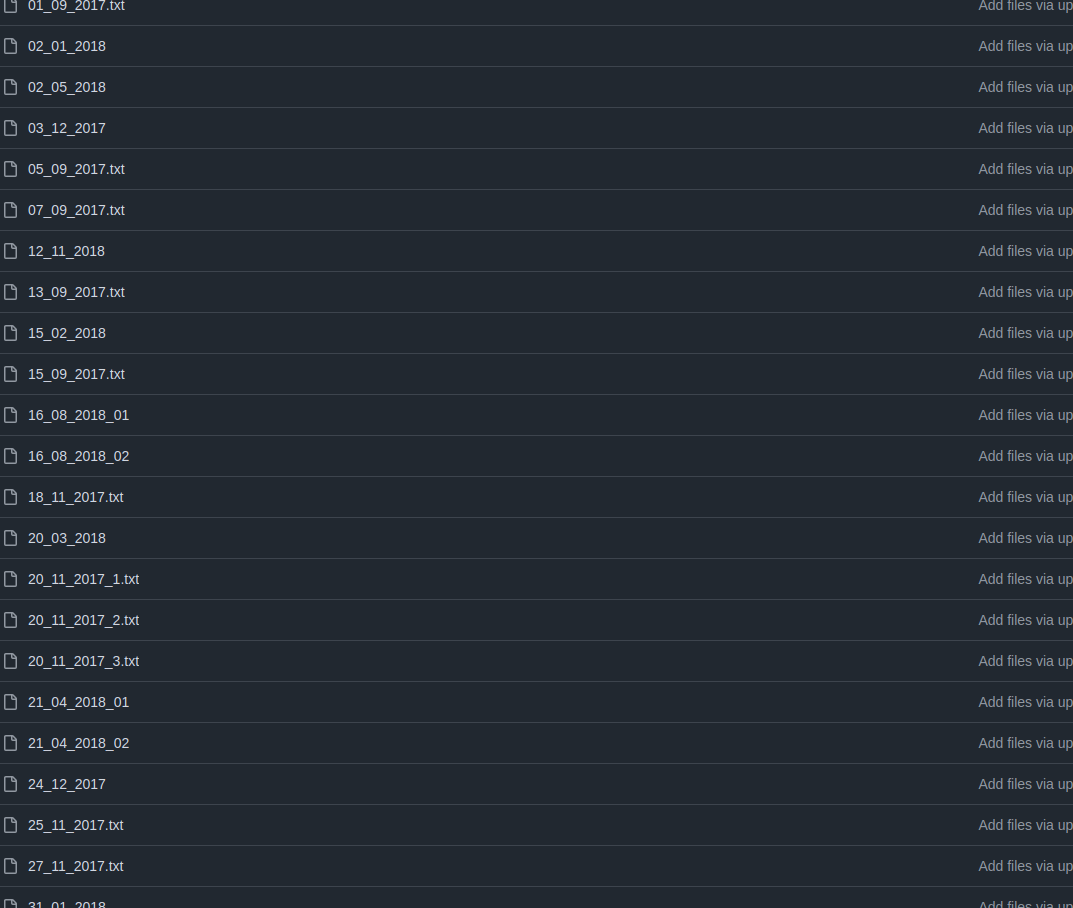 01_09_2017.txt Add files via up
02_01_2018 Add files via up
02_05_2018 Add files via up
03_12_2017 Add files via up
05_09_2017.txt Add files via up
07_09_2017.txt Add files via up
12_11_2018 Add files via up
13_09_2017.txt Add files via up
15_02_2018 Add files via up
15_09_2017.txt Add files via up
16_08_2018_01 Add files via up
16_08_2018_02 Add files via up
18_11_2017.txt Add files via up
20_03_2018 Add files via up
20_11_2017_1.txt Add files via up
20_11_2017_2.txt Add files via up
20_11_2017_3.txt Add files via up
21_04_2018_01 Add files via up
21_04_2018_02 Add files via up
24_12_2017 Add files via up
25_11_2017.txt Add files via up
27_11_2017.txt Add files via up
31_01_2018 Add files via up